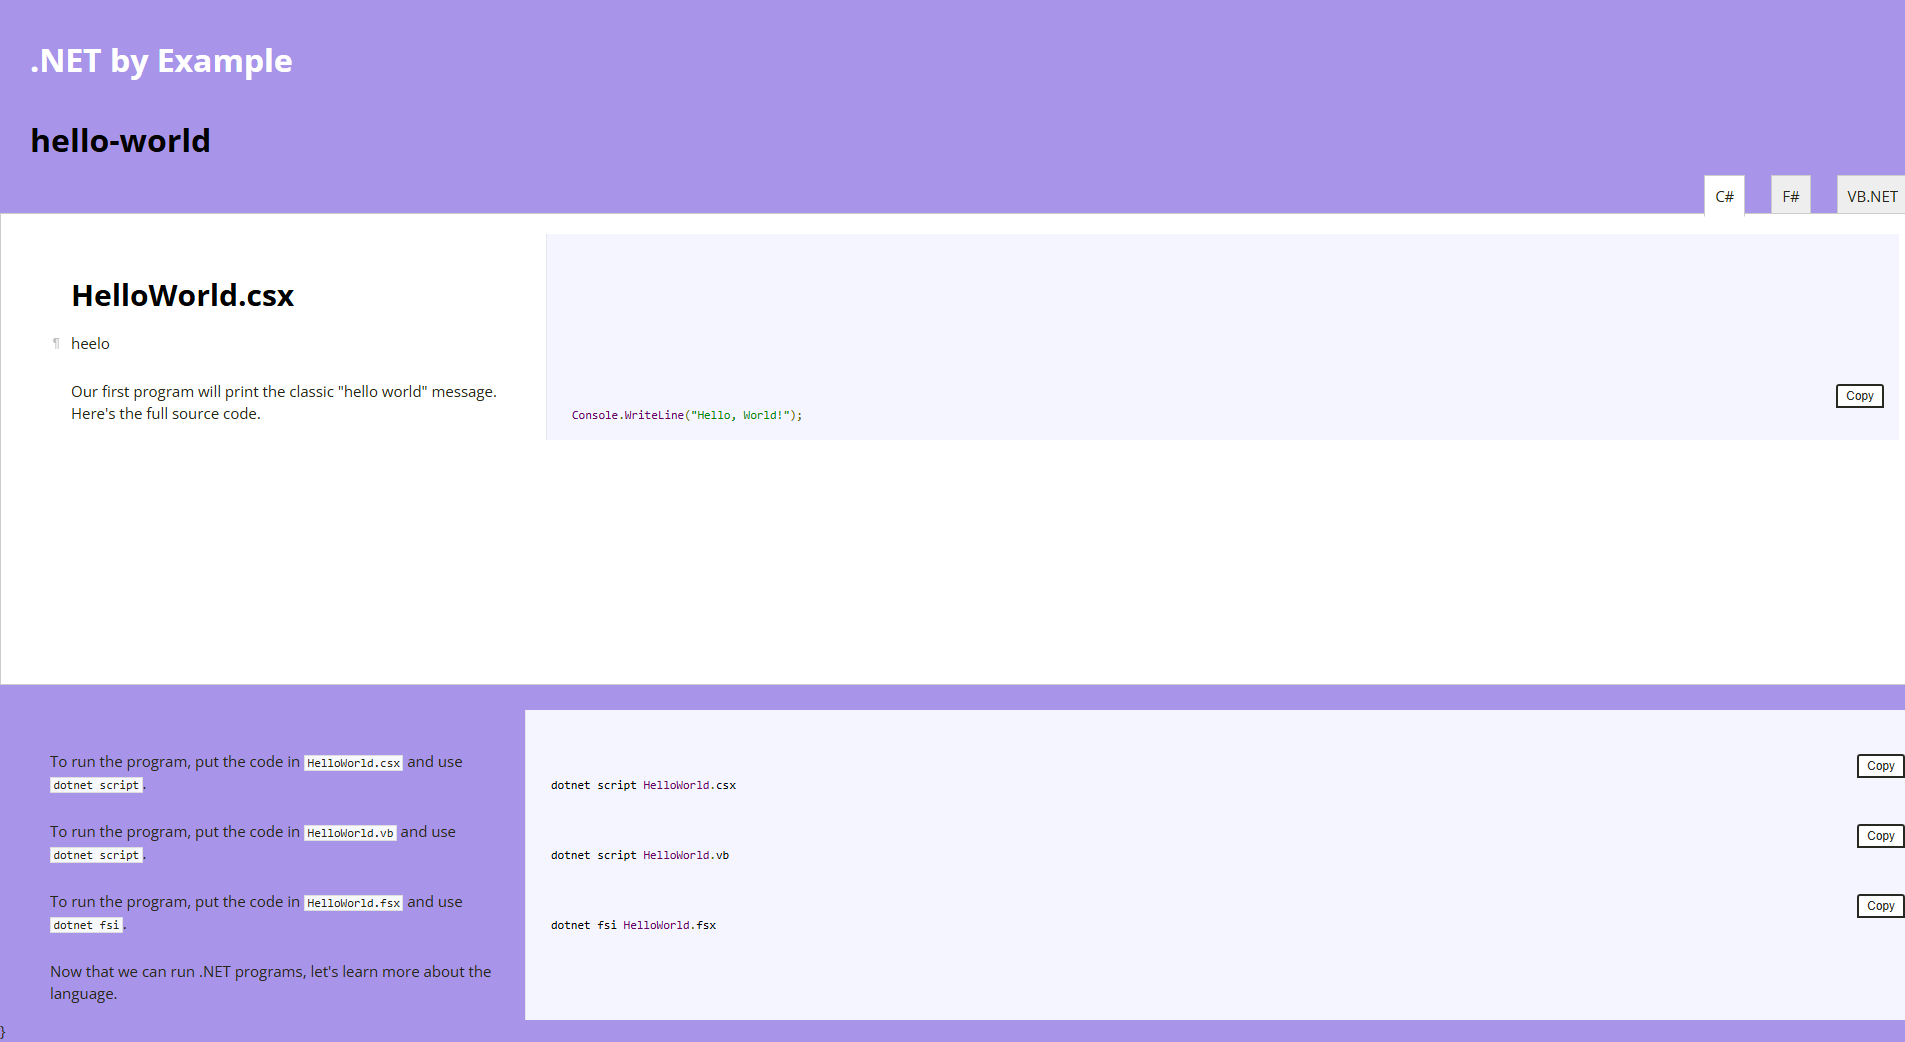 .NET by Example
hello-world
C# F# VB.NET
HelloWorld.csx
¶ heelo
Our first program will print the classic "hello world" message.
Here's the full source code.
Copy
Console.WriteLine("Hello, World!");
To run the program, put the code in HelloWorld.csx and use
dotnet script.
Copy
dotnet script HelloWorld.csx
To run the program, put the code in HelloWorld.vb and use
dotnet script.
Copy
dotnet script HelloWorld.vb
To run the program, put the code in HelloWorld.fsx and use
dotnet fsi.
Copy
dotnet fsi HelloWorld.fsx
Now that we can run .NET programs, let's learn more about the
language.
}